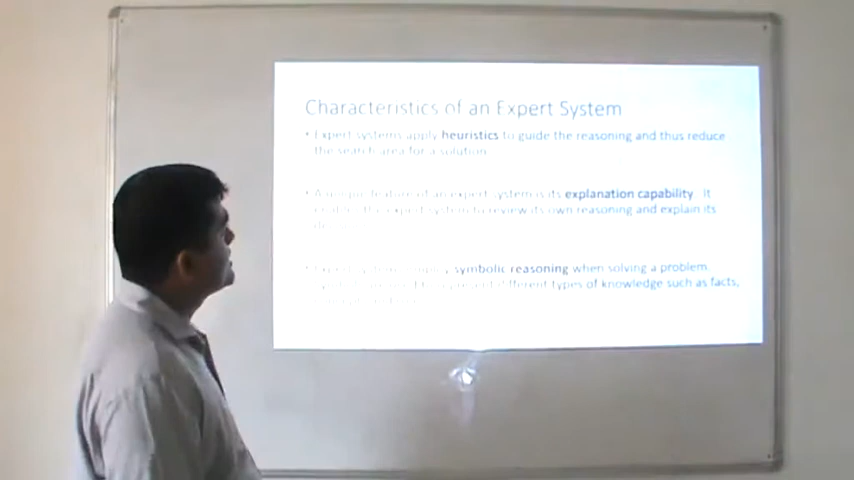 Characteristics of an Expert System
• Expert systems apply heuristics to guide the reasoning and thus reduce
the search area for a solution.
• A unique feature of an expert system is its explanation capability. It
enables the expert system to review its own reasoning and explain its
• Expert systems employ symbolic reasoning when solving a problem.
different types of knowledge such as facts,